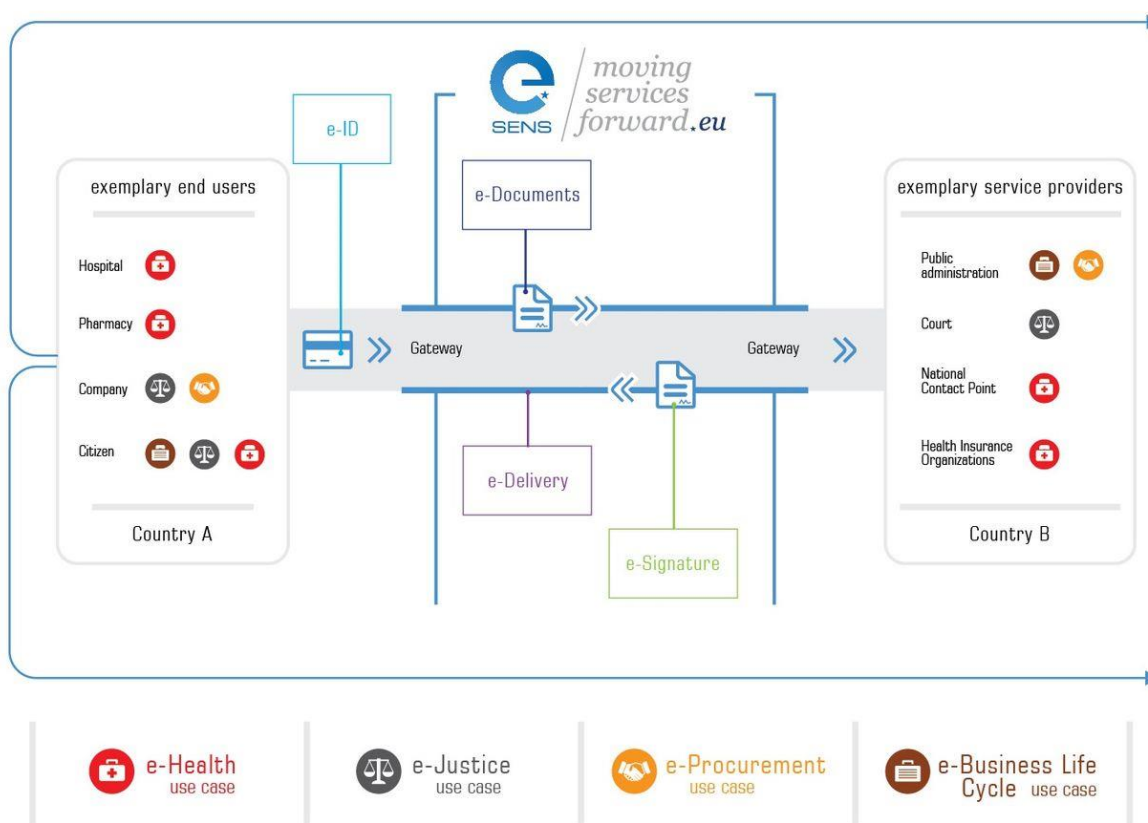 e
SENS
moving
services
forward.eu
e-ID
e-Documents
exemplary end users
Hospital
Pharmacy
Company
Citizen
Country A
Gateway
Gateway
e-Delivery
e-Signature
exemplary service providers
Public
administration
Court
National
Contact Point
Health Insurance
Organizations
Country B
e-Health
use case
e-Justice
use case
e-Procurement
use case
e-Business Life
Cycle use case